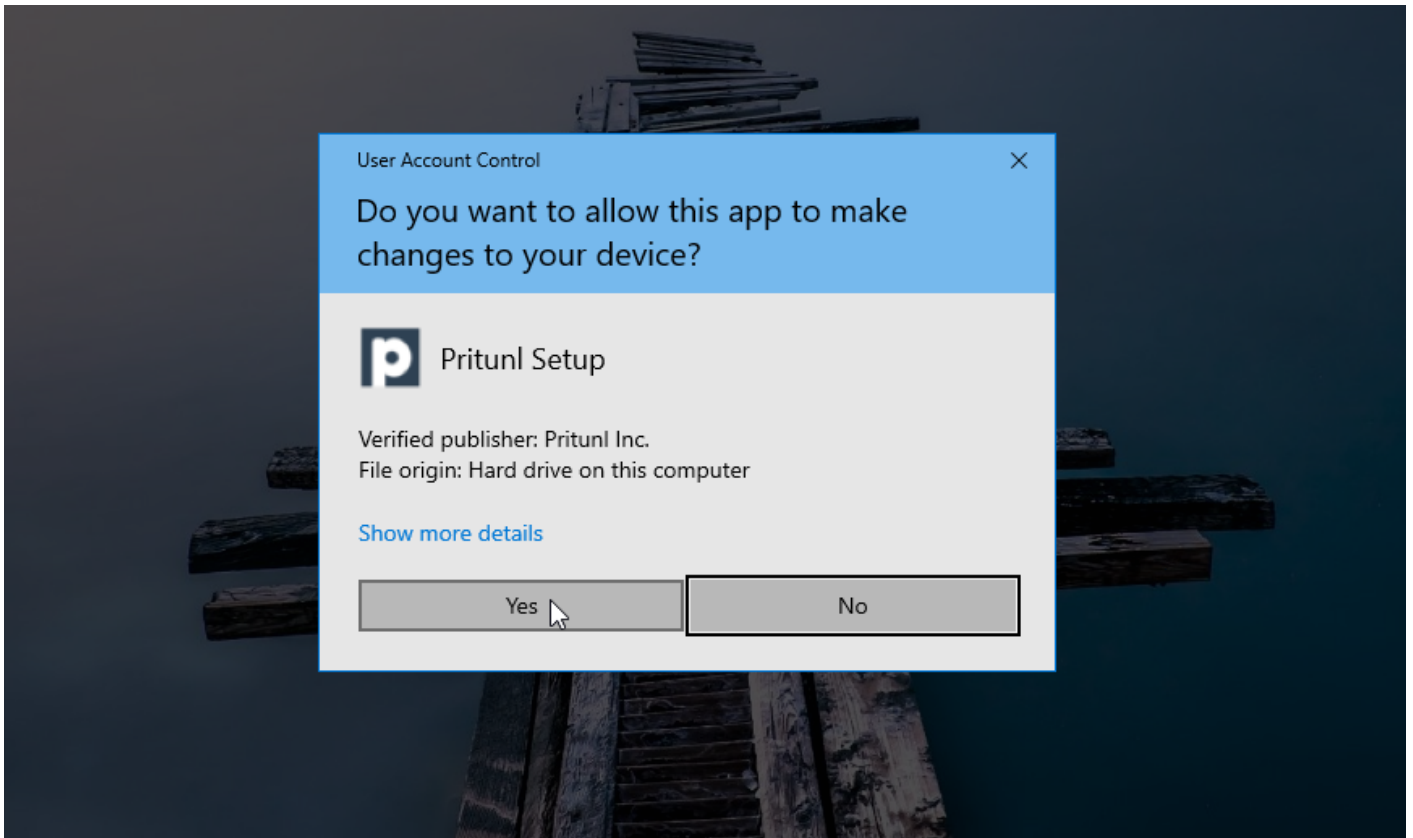 User Account Control
Do you want to allow this app to make
changes to your device?
p
Pritunl Setup
Verified publisher: Pritunl Inc.
File origin: Hard drive on this computer
Show more details
Yes
No